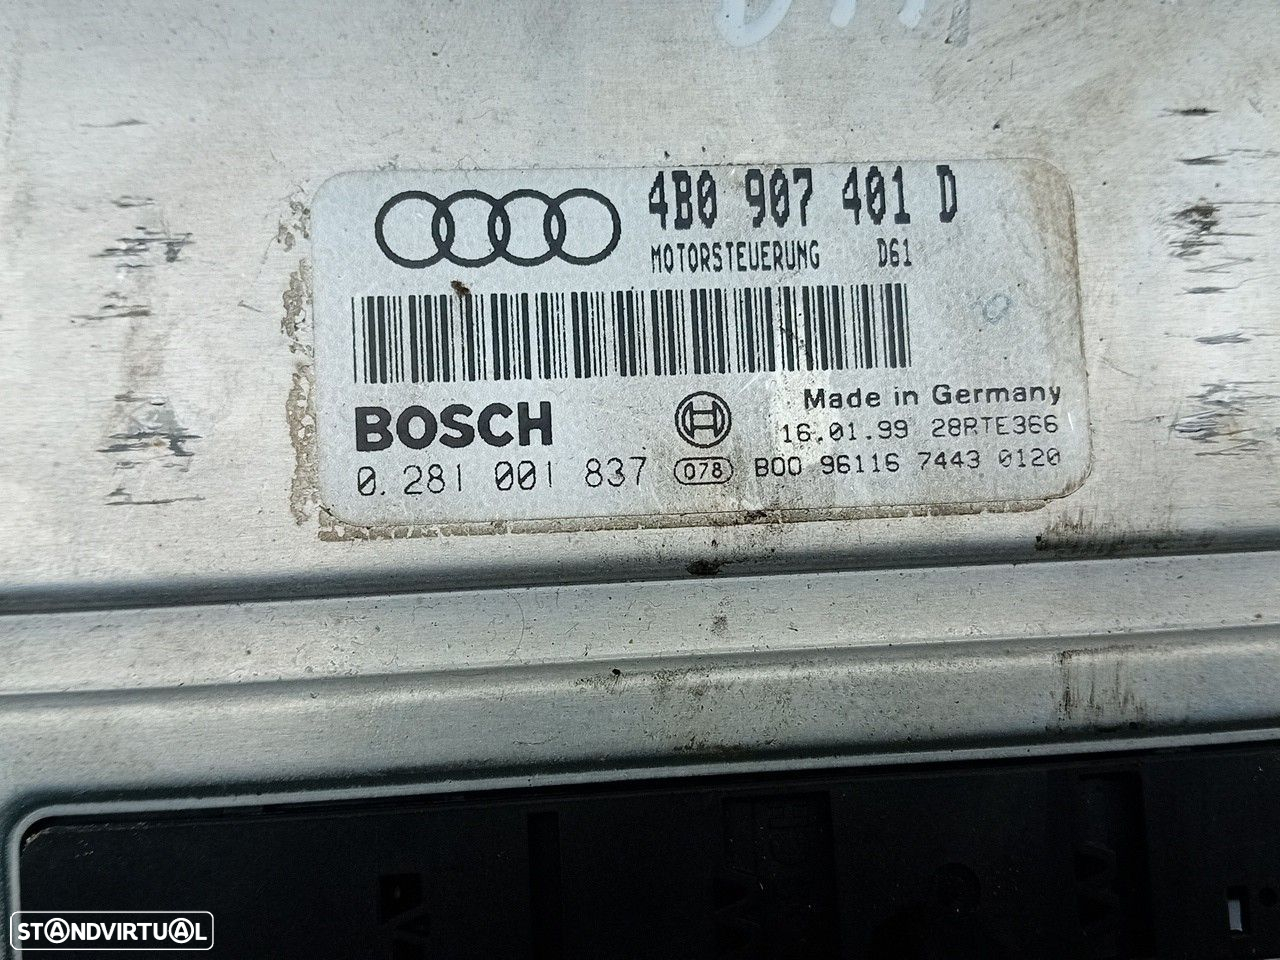 4B0 907 401 D
MOTORSTEUERUNG D61
BOSCH
Made in Germany
16.01.99 28RTE366
0.281 001 837 078 B00 96116 7443 0120
STANDVIRTUAL